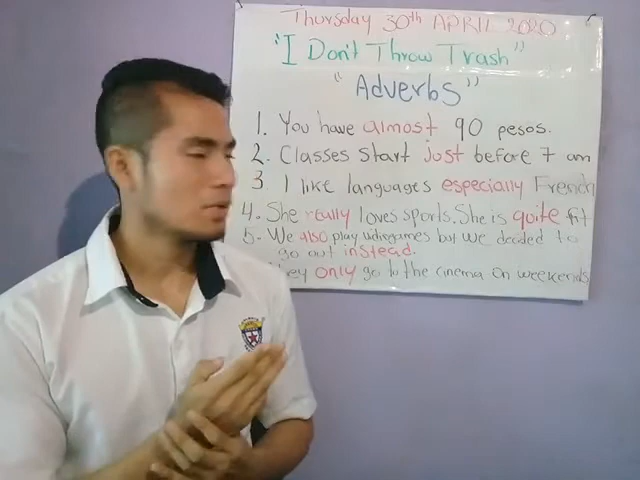 Thursday 30th APRIL 2020
"I Don't Throw Trash"
"Adverbs"
1. You have almost 90 pesos.
2. Classes start just before 7 am
3. I like languages especially French
4. She really loves sports. She is quite fit
5. We also play videogames but we decided to
go out instead.
only go to the cinema on weekends